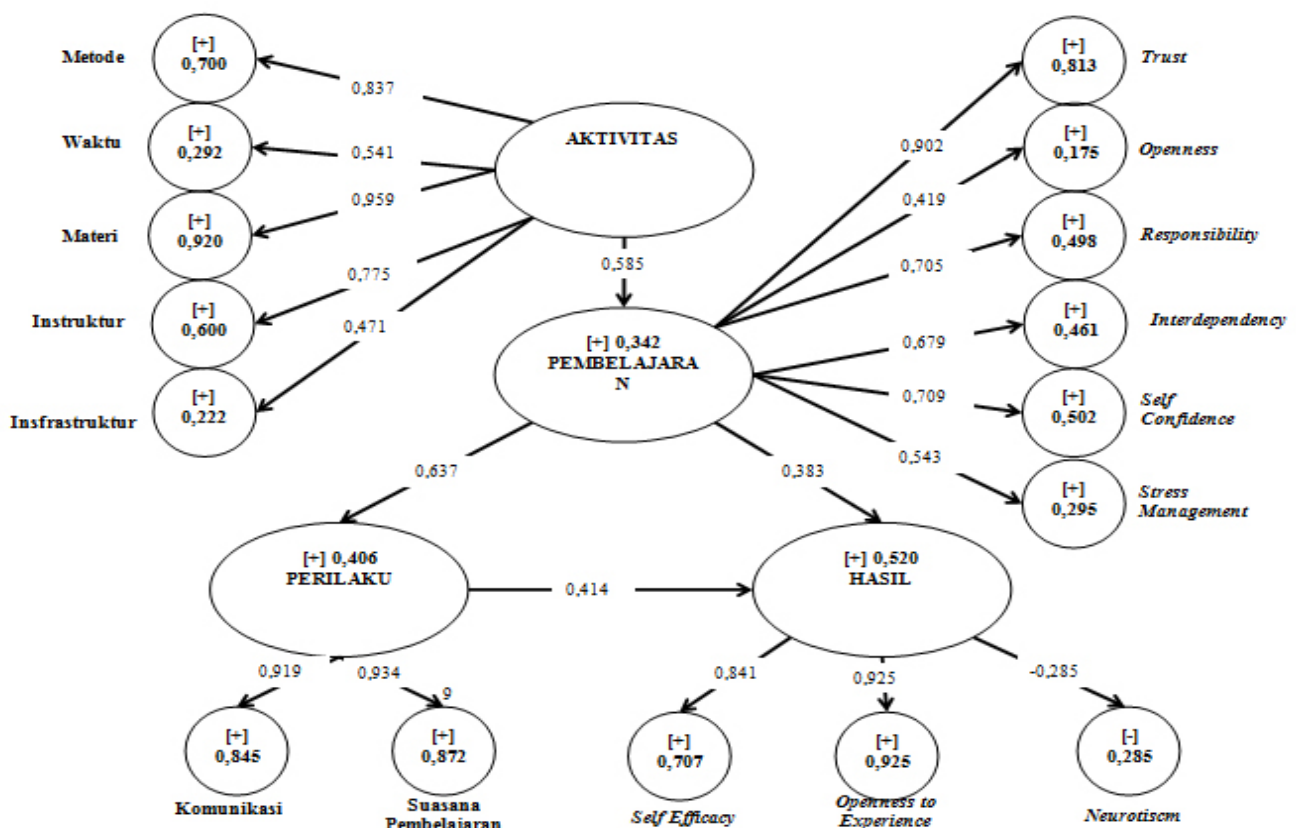 [+]
0,700
Metode
0,837
[+]
0,292
Waktu
0,541
[+]
0,920
Materi
0,959
[+]
0,600
Instruktur
0,775
[+]
0,222
Insfrastruktur
0,471
AKTIVITAS
0,585
[+] 0,342
PEMBELAJARA
N
[+]
0,813
Trust
0,902
[+]
0,175
Openness
0,419
[+]
0,498
Responsibility
0,705
[+]
0,461
Interdependency
0,679
[+]
0,502
Self
Confidence
0,709
[+]
0,295
Stress
Management
0,543
0,637
0,383
[+] 0,406
PERILAKU
0,414
[+] 0,520
HASIL
0,919
0,934
9
0,841
0,925
-0,285
[+]
0,845
Komunikasi
[+]
0,872
Suasana
Pembelajaran
[+]
0,707
Self Efficacy
[+]
0,925
Openness to
Experience
[-]
0,285
Neurotiscm